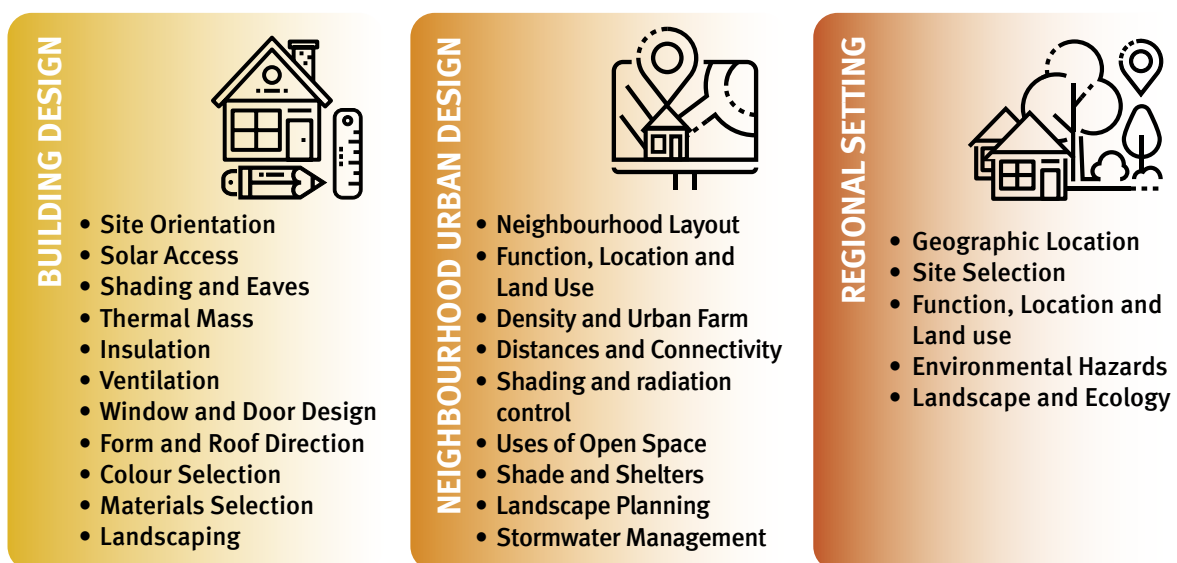 BUILDING DESIGN
• Site Orientation
• Solar Access
• Shading and Eaves
• Thermal Mass
• Insulation
• Ventilation
• Window and Door Design
• Form and Roof Direction
• Colour Selection
• Materials Selection
• Landscaping
NEIGHBOURHOOD URBAN DESIGN
• Neighbourhood Layout
• Function, Location and
Land Use
• Density and Urban Farm
• Distances and Connectivity
• Shading and radiation
control
• Uses of Open Space
• Shade and Shelters
• Landscape Planning
• Stormwater Management
REGIONAL SETTING
• Geographic Location
• Site Selection
• Function, Location and
Land use
• Environmental Hazards
• Landscape and Ecology